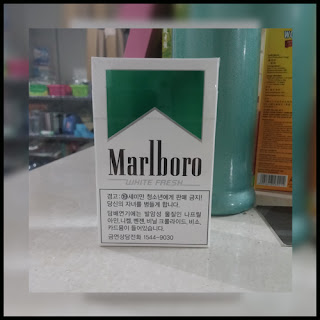 Marlboro
WHITE FRESH
경고: ⑲세미만 청소년에게 판매 금지!
당신의 자녀를 병들게 합니다.
담배연기에는 발암성 물질인 나프틸
아민, 니켈, 벤젠, 비닐 크롤라이드, 비소,
카드뮴이 들어있습니다.
금연상담전화 1544-9030